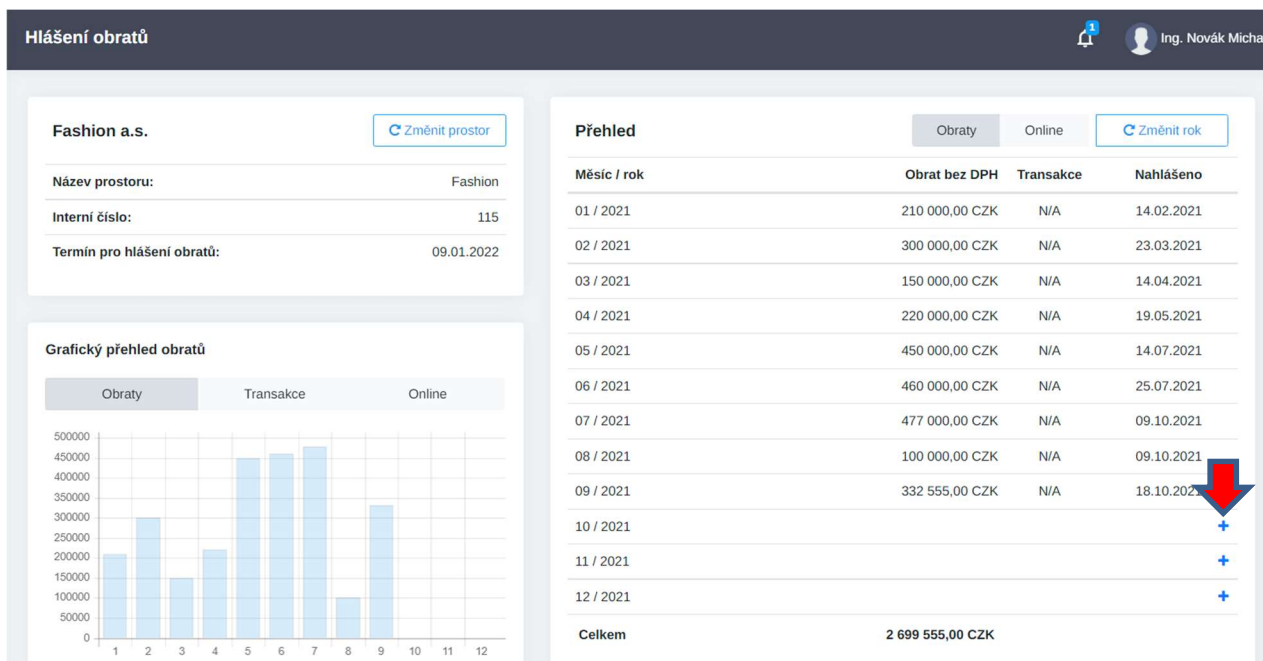 Hlášení obratů
1
Ing. Novák Micha
Fashion a.s.
Změnit prostor
Název prostoru: Fashion
Interní číslo: 115
Termín pro hlášení obratů: 09.01.2022
Grafický přehled obratů
Obraty Transakce Online
500000
450000
400000
350000
300000
250000
200000
150000
100000
50000
0
1 2 3 4 5 6 7 8 9 10 11 12
Přehled
Obraty Online Změnit rok
Měsíc / rok Obrat bez DPH Transakce Nahlášeno
01 / 2021 210 000,00 CZK N/A 14.02.2021
02 / 2021 300 000,00 CZK N/A 23.03.2021
03 / 2021 150 000,00 CZK N/A 14.04.2021
04 / 2021 220 000,00 CZK N/A 19.05.2021
05 / 2021 450 000,00 CZK N/A 14.07.2021
06 / 2021 460 000,00 CZK N/A 25.07.2021
07 / 2021 477 000,00 CZK N/A 09.10.2021
08 / 2021 100 000,00 CZK N/A 09.10.2021
09 / 2021 332 555,00 CZK N/A 18.10.2021
10 / 2021 +
11 / 2021 +
12 / 2021 +
Celkem 2 699 555,00 CZK